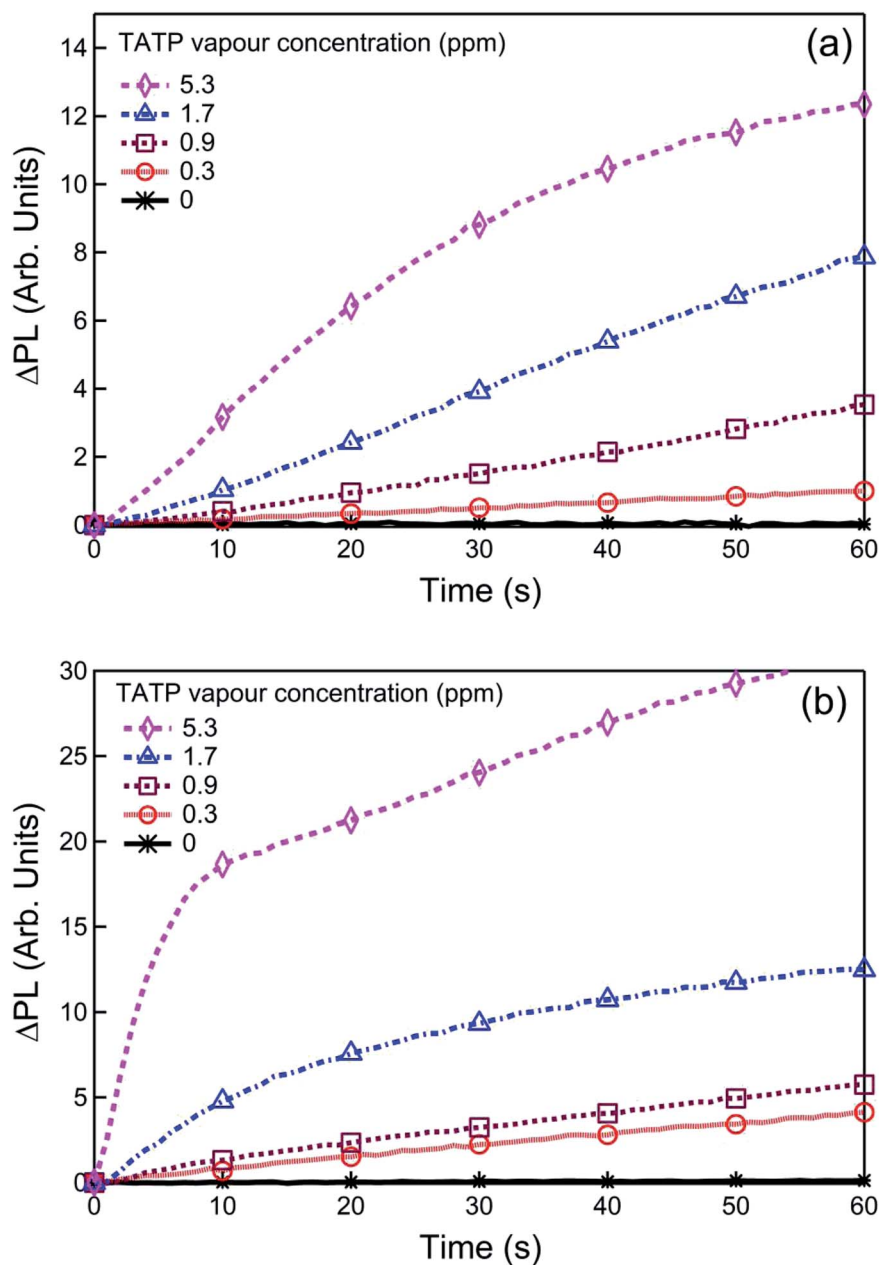 (a)
TATP vapour concentration (ppm)
5.3
1.7
0.9
0.3
0
14
12
10
8
6
4
2
0
ΔPL (Arb. Units)
0 10 20 30 40 50 60
Time (s)
(b)
TATP vapour concentration (ppm)
5.3
1.7
0.9
0.3
0
30
25
20
15
10
5
0
ΔPL (Arb. Units)
0 10 20 30 40 50 60
Time (s)